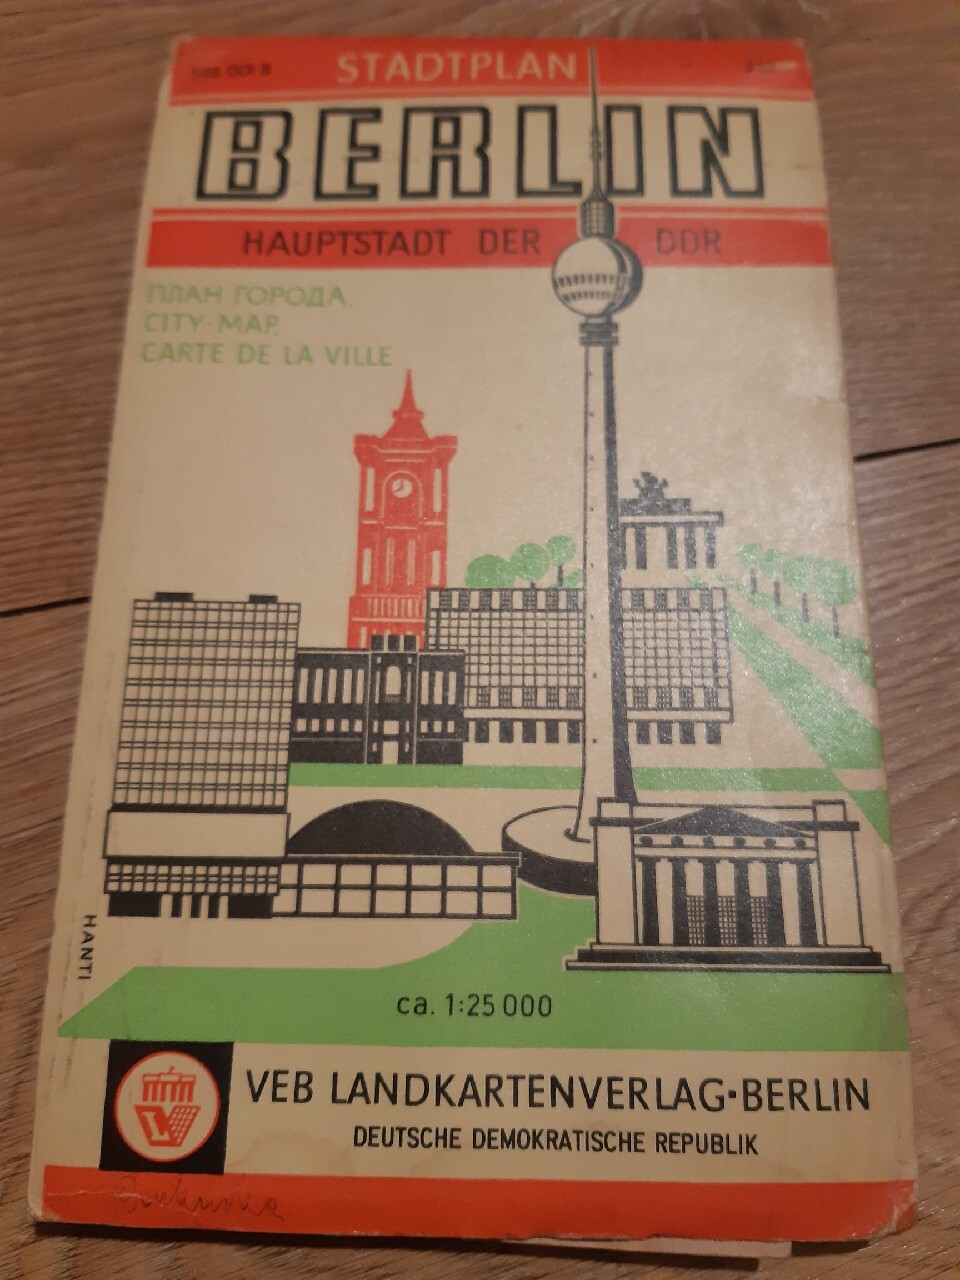 STADTPLAN
BERLIN
HAUPTSTADT DER DDR
ПЛАН ГОРОДА.
CITY-MAP.
CARTE DE LA VILLE
HANTI
ca. 1:25 000
VEB LANDKARTENVERLAG·BERLIN
DEUTSCHE DEMOKRATISCHE REPUBLIK